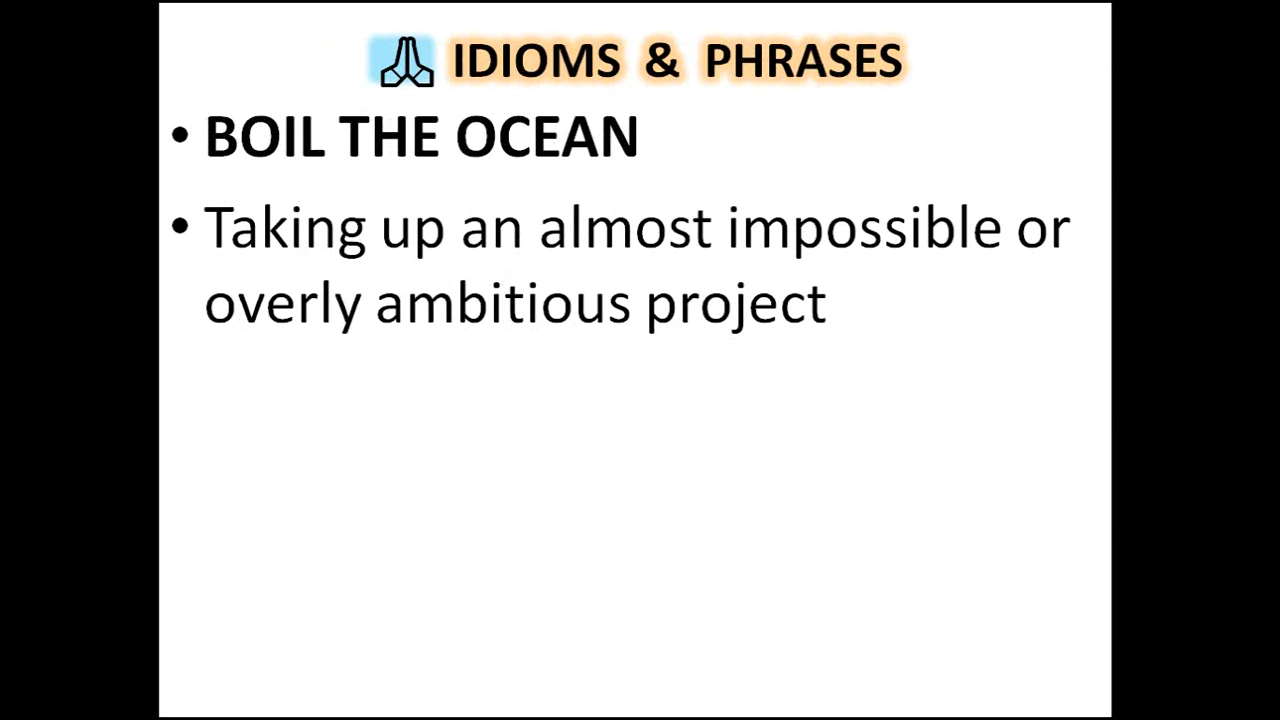 IDIOMS & PHRASES
• BOIL THE OCEAN
• Taking up an almost impossible or
overly ambitious project